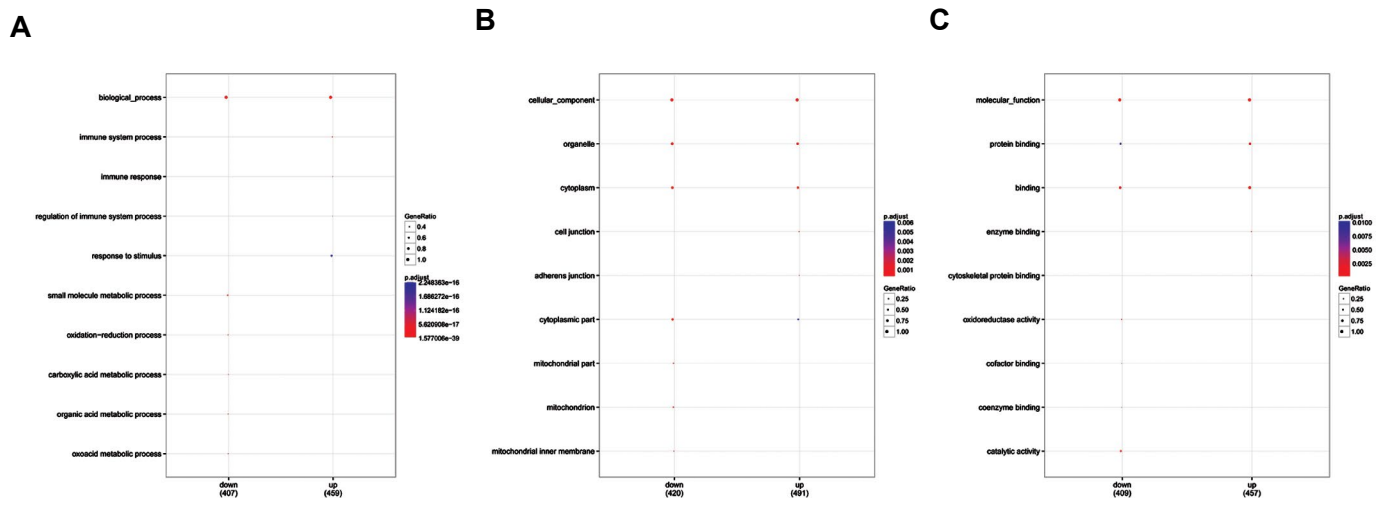 A
biological_process
immune system process
immune response
regulation of immune system process
response to stimulus
small molecule metabolic process
oxidation−reduction process
carboxylic acid metabolic process
organic acid metabolic process
oxoacid metabolic process
down
(407)
up
(459)
GeneRatio
0.4
0.6
0.8
1.0
p.adjust
2.248363e−16
1.686272e−16
1.124182e−16
5.620908e−17
1.577006e−39
B
cellular_component
organelle
cytoplasm
cell junction
adherens junction
cytoplasmic part
mitochondrial part
mitochondrion
mitochondrial inner membrane
down
(420)
up
(491)
p.adjust
0.006
0.005
0.004
0.003
0.002
0.001
GeneRatio
0.25
0.50
0.75
1.00
C
molecular_function
protein binding
binding
enzyme binding
cytoskeletal protein binding
oxidoreductase activity
cofactor binding
coenzyme binding
catalytic activity
down
(409)
up
(457)
p.adjust
0.0100
0.0075
0.0050
0.0025
GeneRatio
0.25
0.50
0.75
1.00